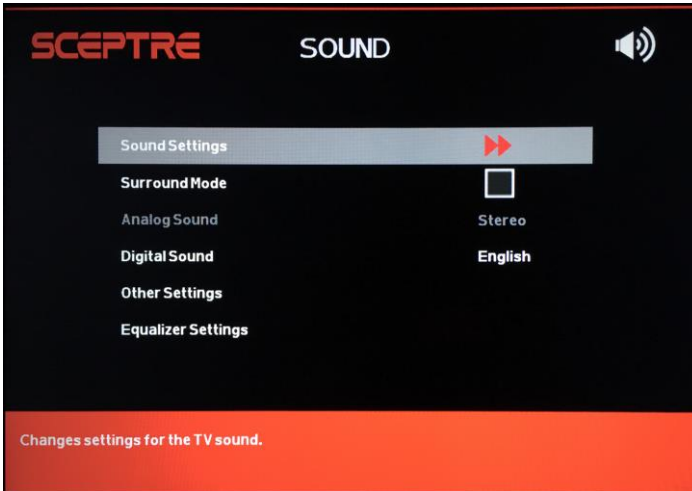 SCEPTRE
SOUND
Sound Settings
Surround Mode
Analog Sound Stereo
Digital Sound English
Other Settings
Equalizer Settings
Changes settings for the TV sound.